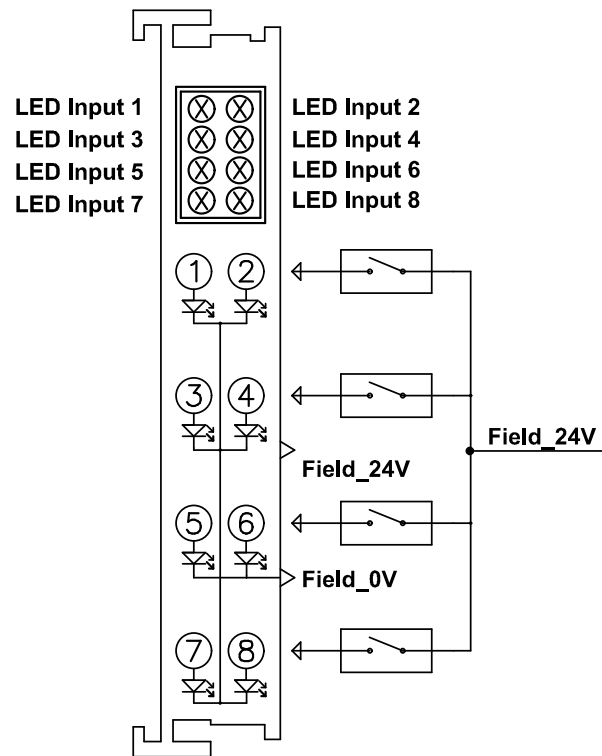 LED Input 1 LED Input 2
LED Input 3 LED Input 4
LED Input 5 LED Input 6
LED Input 7 LED Input 8
1 2
3 4
Field_24V
Field_24V
5 6
Field_0V
7 8